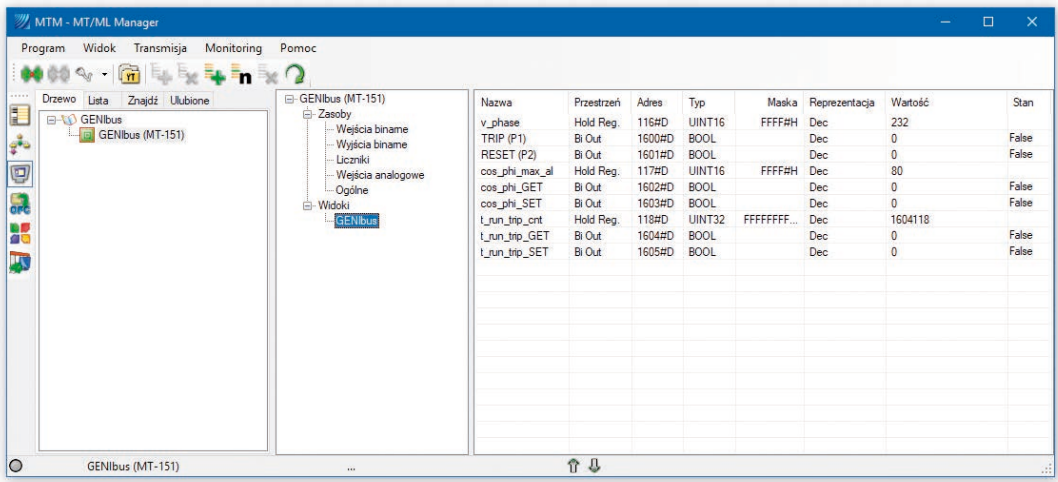 MTM - MT/ML Manager
Program Widok Transmisja Monitoring Pomoc
YT n
Drzewo Lista Znajdź Ulubione
GENIbus
GENIbus (MT-151)
GENIbus (MT-151)
Zasoby
Wejścia binarne
Wyjścia binarne
Liczniki
Wejścia analogowe
Ogólne
Widoki
GENIbus
Nazwa Przestrzeń Adres Typ Maska Reprezentacja Wartość Stan
v_phase Hold Reg. 116#D UINT16 FFFF#H Dec 232
TRIP (P1) Bi Out 1600#D BOOL Dec 0 False
RESET (P2) Bi Out 1601#D BOOL Dec 0 False
cos_phi_max_al Hold Reg. 117#D UINT16 FFFF#H Dec 80
cos_phi_GET Bi Out 1602#D BOOL Dec 0 False
cos_phi_SET Bi Out 1603#D BOOL Dec 0 False
t_run_trip_cnt Hold Reg. 118#D UINT32 FFFFFFFF... Dec 1604118
t_run_trip_GET Bi Out 1604#D BOOL Dec 0 False
t_run_trip_SET Bi Out 1605#D BOOL Dec 0 False
OPC
GENIbus (MT-151) ...